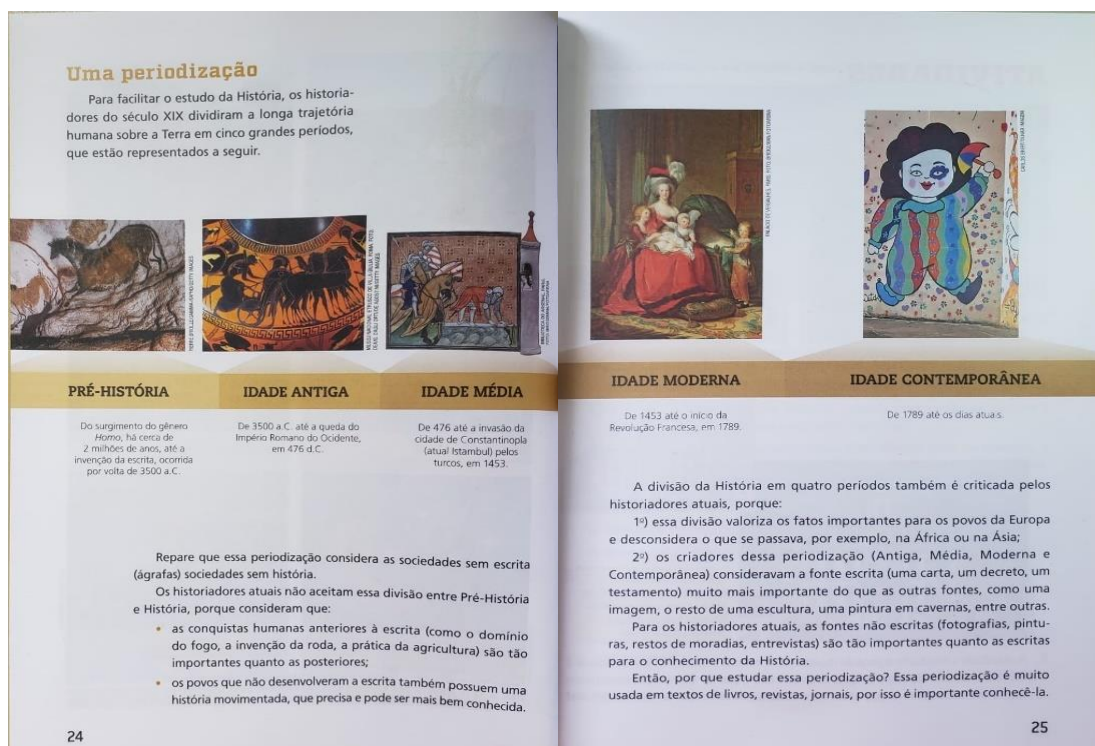 Uma periodização
Para facilitar o estudo da História, os historia-
dores do século XIX dividiram a longa trajetória
humana sobre a Terra em cinco grandes períodos,
que estão representados a seguir.
PRÉ-HISTÓRIA
IDADE ANTIGA
IDADE MÉDIA
Do surgimento do gênero
Homo, há cerca de
2 milhões de anos, até a
invenção da escrita, ocorrida
por volta de 3500 a.C.
De 3500 a.C. até a queda do
Império Romano do Ocidente,
em 476 d.C.
De 476 até a invasão da
cidade de Constantinopla
(atual Istambul) pelos
turcos, em 1453.
Repare que essa periodização considera as sociedades sem escrita
(ágrafas) sociedades sem história.
Os historiadores atuais não aceitam essa divisão entre Pré-História
e História, porque consideram que:
• as conquistas humanas anteriores à escrita (como o domínio
do fogo, a invenção da roda, a prática da agricultura) são tão
importantes quanto as posteriores;
• os povos que não desenvolveram a escrita também possuem uma
história movimentada, que precisa e pode ser mais bem conhecida.
24
IDADE MODERNA
IDADE CONTEMPORÂNEA
De 1453 até o início da
Revolução Francesa, em 1789.
De 1789 até os dias atuais.
A divisão da História em quatro períodos também é criticada pelos
historiadores atuais, porque:
1º) essa divisão valoriza os fatos importantes para os povos da Europa
e desconsidera o que se passava, por exemplo, na África ou na Ásia;
2º) os criadores dessa periodização (Antiga, Média, Moderna e
Contemporânea) consideravam a fonte escrita (uma carta, um decreto, um
testamento) muito mais importante do que as outras fontes, como uma
imagem, o resto de uma escultura, uma pintura em cavernas, entre outras.
Para os historiadores atuais, as fontes não escritas (fotografias, pintu-
ras, restos de moradias, entrevistas) são tão importantes quanto as escritas
para o conhecimento da História.
Então, por que estudar essa periodização? Essa periodização é muito
usada em textos de livros, revistas, jornais, por isso é importante conhecê-la.
25